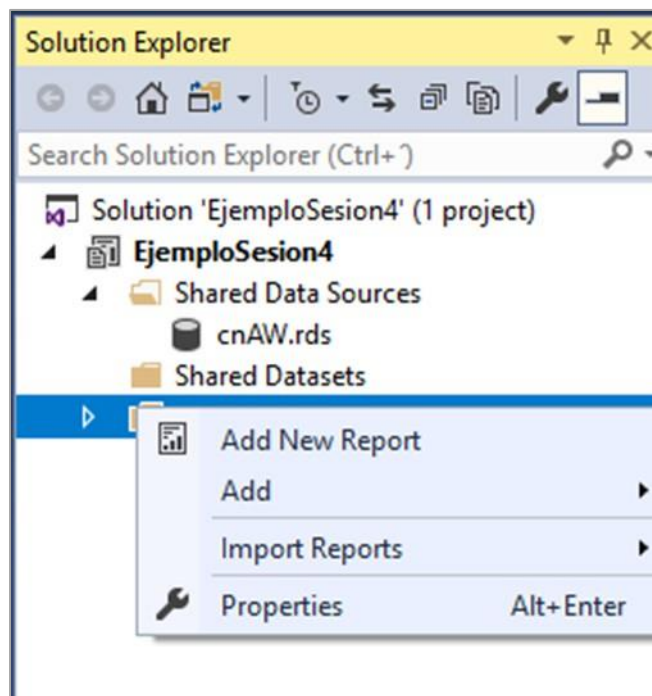 Solution Explorer
Search Solution Explorer (Ctrl+´)
Solution 'EjemploSesion4' (1 project)
EjemploSesion4
Shared Data Sources
cnAW.rds
Shared Datasets
Add New Report
Add
Import Reports
Properties Alt+Enter